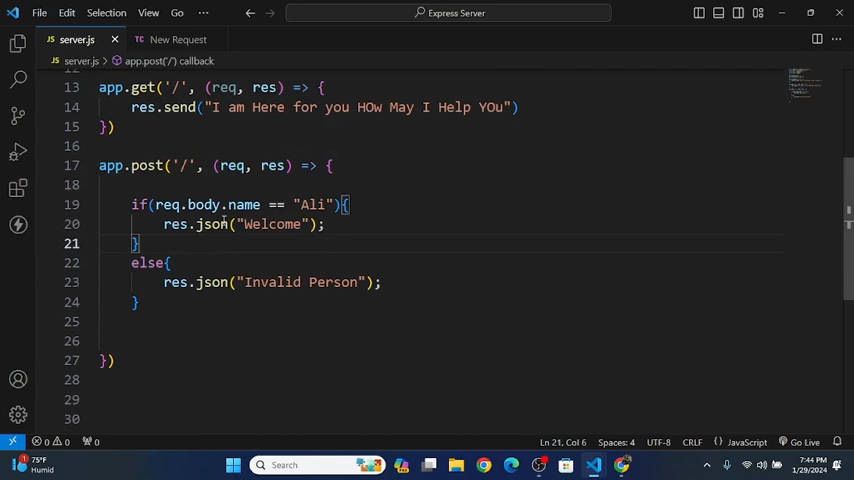 File Edit Selection View Go ··· Express Server
server.js New Request
server.js > app.post('/') callback
12
13 app.get('/', (req, res) => {
14 res.send("I am Here for you HOw May I Help YOu")
15 })
16
17 app.post('/', (req, res) => {
18
19 if(req.body.name == "Ali"){
20 res.json("Welcome");
21 }
22 else{
23 res.json("Invalid Person");
24 }
25
26
27 })
28
29
30
0 0 0 Ln 21, Col 6 Spaces: 4 UTF-8 CRLF {} JavaScript Go Live
75°F
Humid
Search
7:44 PM
1/29/2024